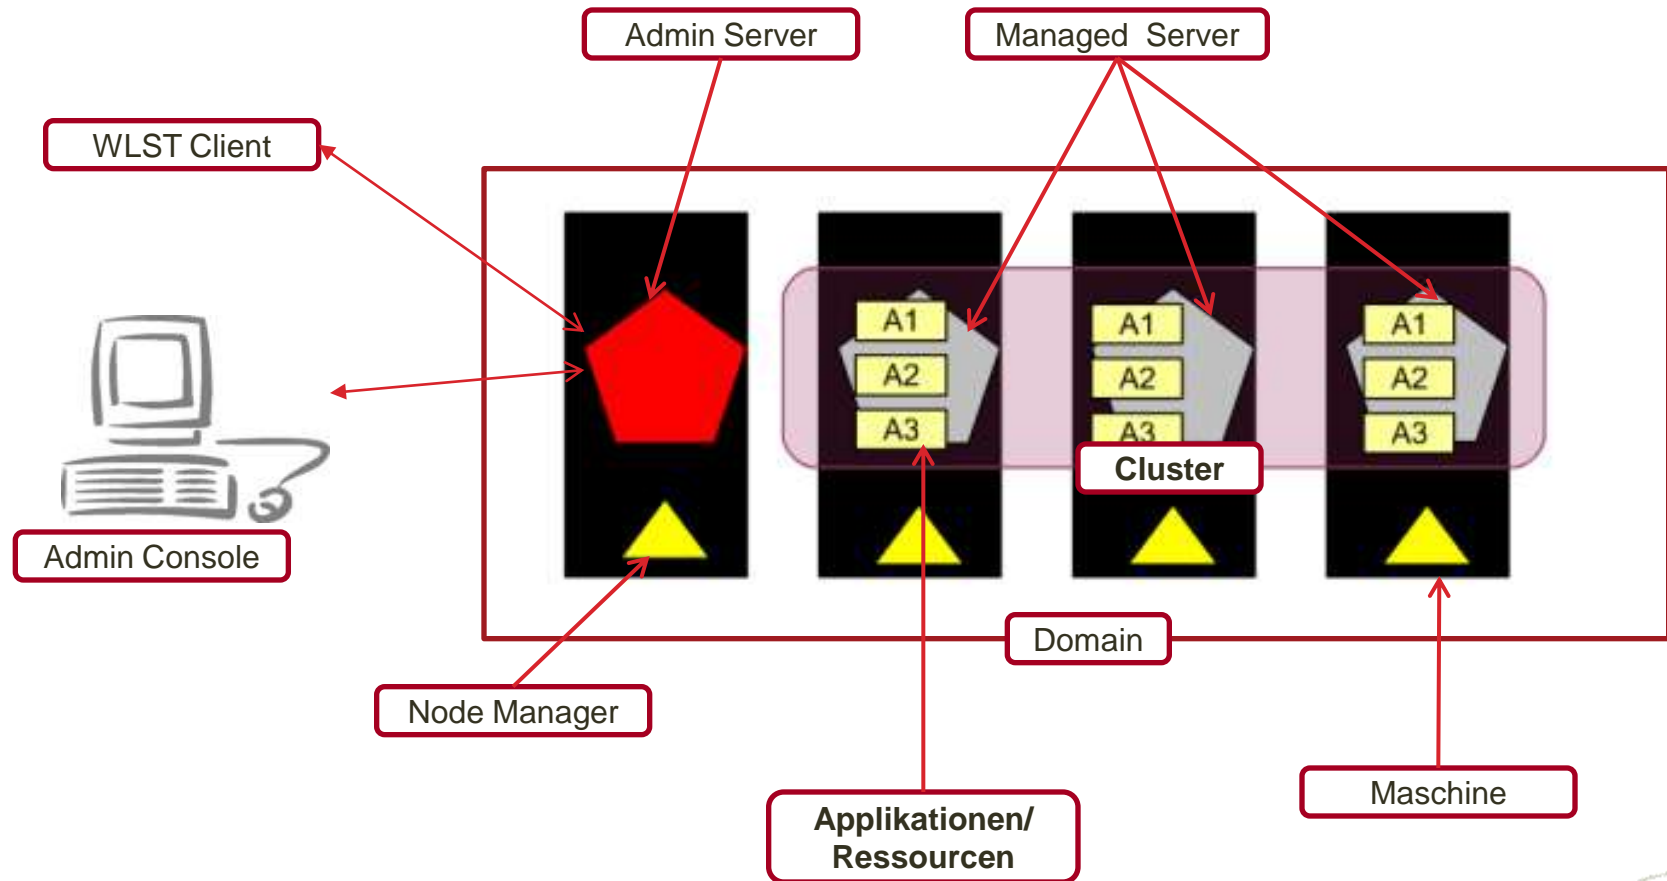 Admin Server
Managed Server
WLST Client
A1
A1
A1
A2
A2
A2
A3
A3
A3
Cluster
Admin Console
Domain
Node Manager
Maschine
Applikationen/
Ressourcen